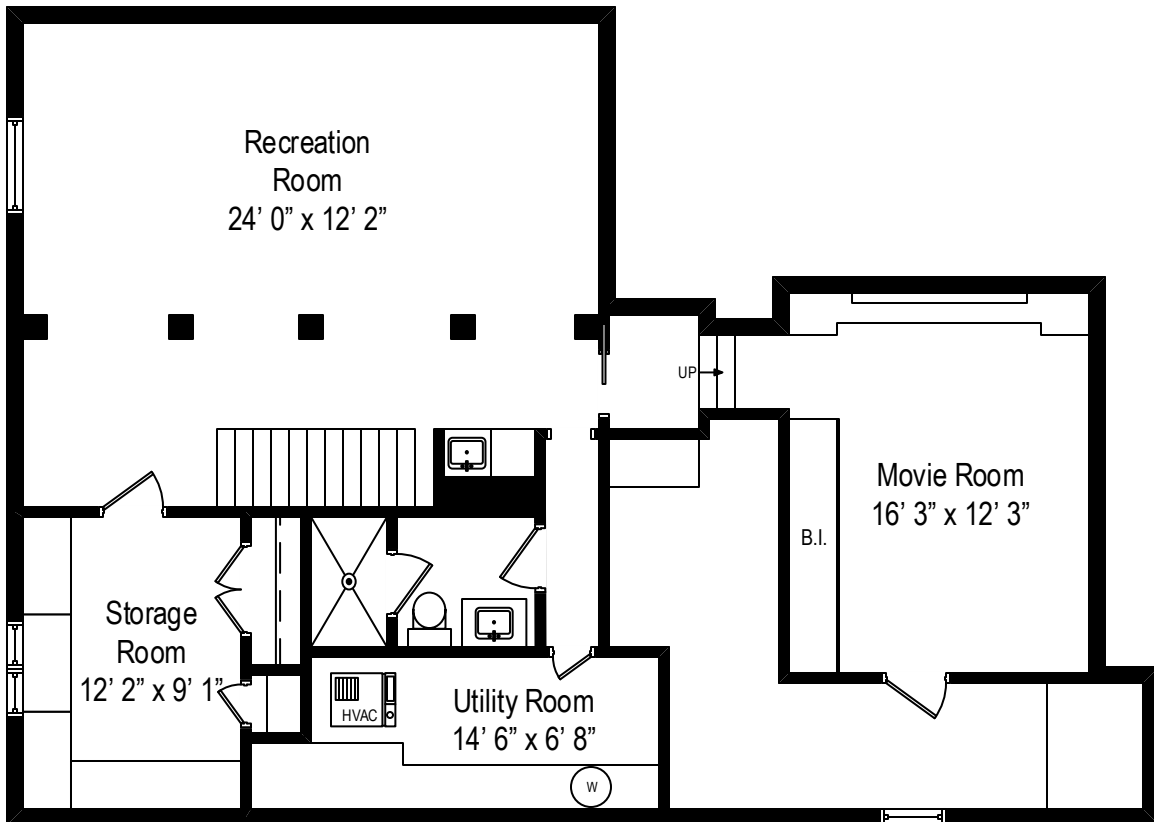 Recreation
Room
24’ 0” x 12’ 2”
UP
Movie Room
16’ 3” x 12’ 3”
B.I.
Storage
Room
12’ 2” x 9’ 1”
HVAC
Utility Room
14’ 6” x 6’ 8”
W